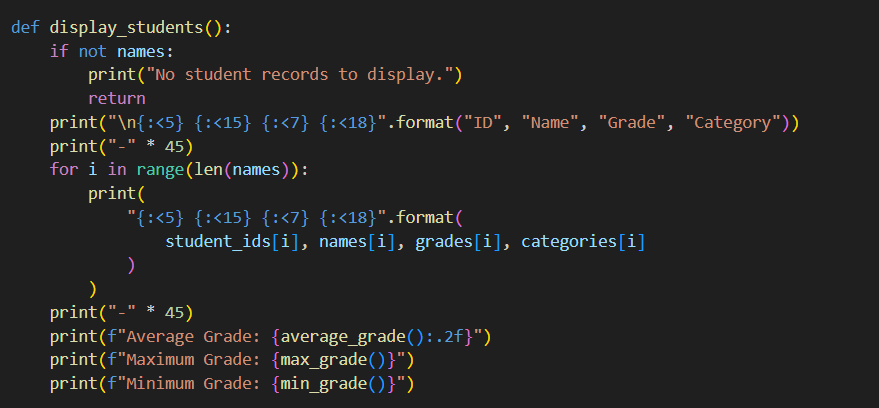 def display_students():
    if not names:
        print("No student records to display.")
        return
    print("\n{:<5} {:<15} {:<7} {:<18}".format("ID", "Name", "Grade", "Category"))
    print("-" * 45)
    for i in range(len(names)):
        print(
            "{:<5} {:<15} {:<7} {:<18}".format(
                student_ids[i], names[i], grades[i], categories[i]
            )
        )
    print("-" * 45)
    print(f"Average Grade: {average_grade():.2f}")
    print(f"Maximum Grade: {max_grade()}")
    print(f"Minimum Grade: {min_grade()}")